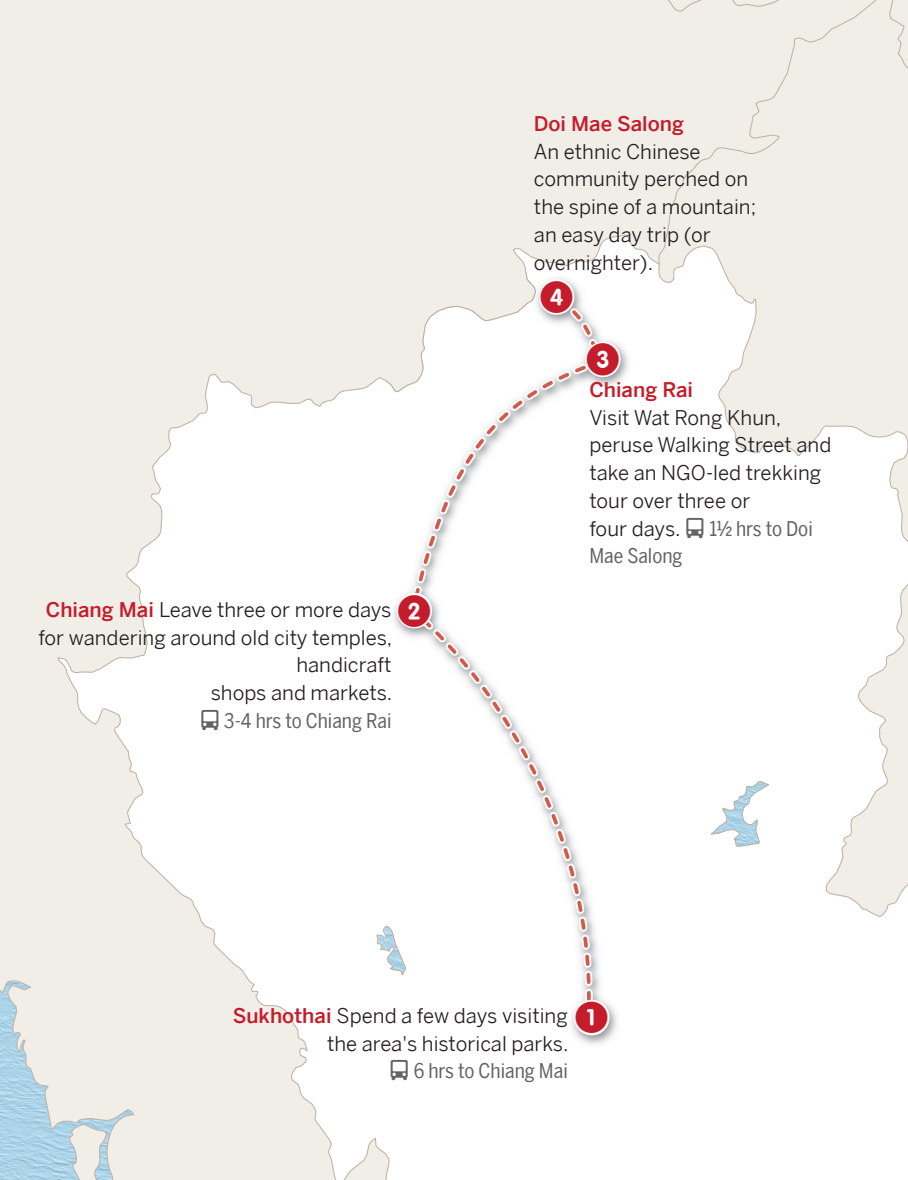 Doi Mae Salong
An ethnic Chinese
community perched on
the spine of a mountain;
an easy day trip (or
overnighter).
4
3
Chiang Rai
Visit Wat Rong Khun,
peruse Walking Street and
take an NGO-led trekking
tour over three or
four days. 1½ hrs to Doi
Mae Salong
Chiang Mai Leave three or more days
2
for wandering around old city temples,
handicraft
shops and markets.
3-4 hrs to Chiang Rai
Sukhothai Spend a few days visiting
1
the area's historical parks.
6 hrs to Chiang Mai